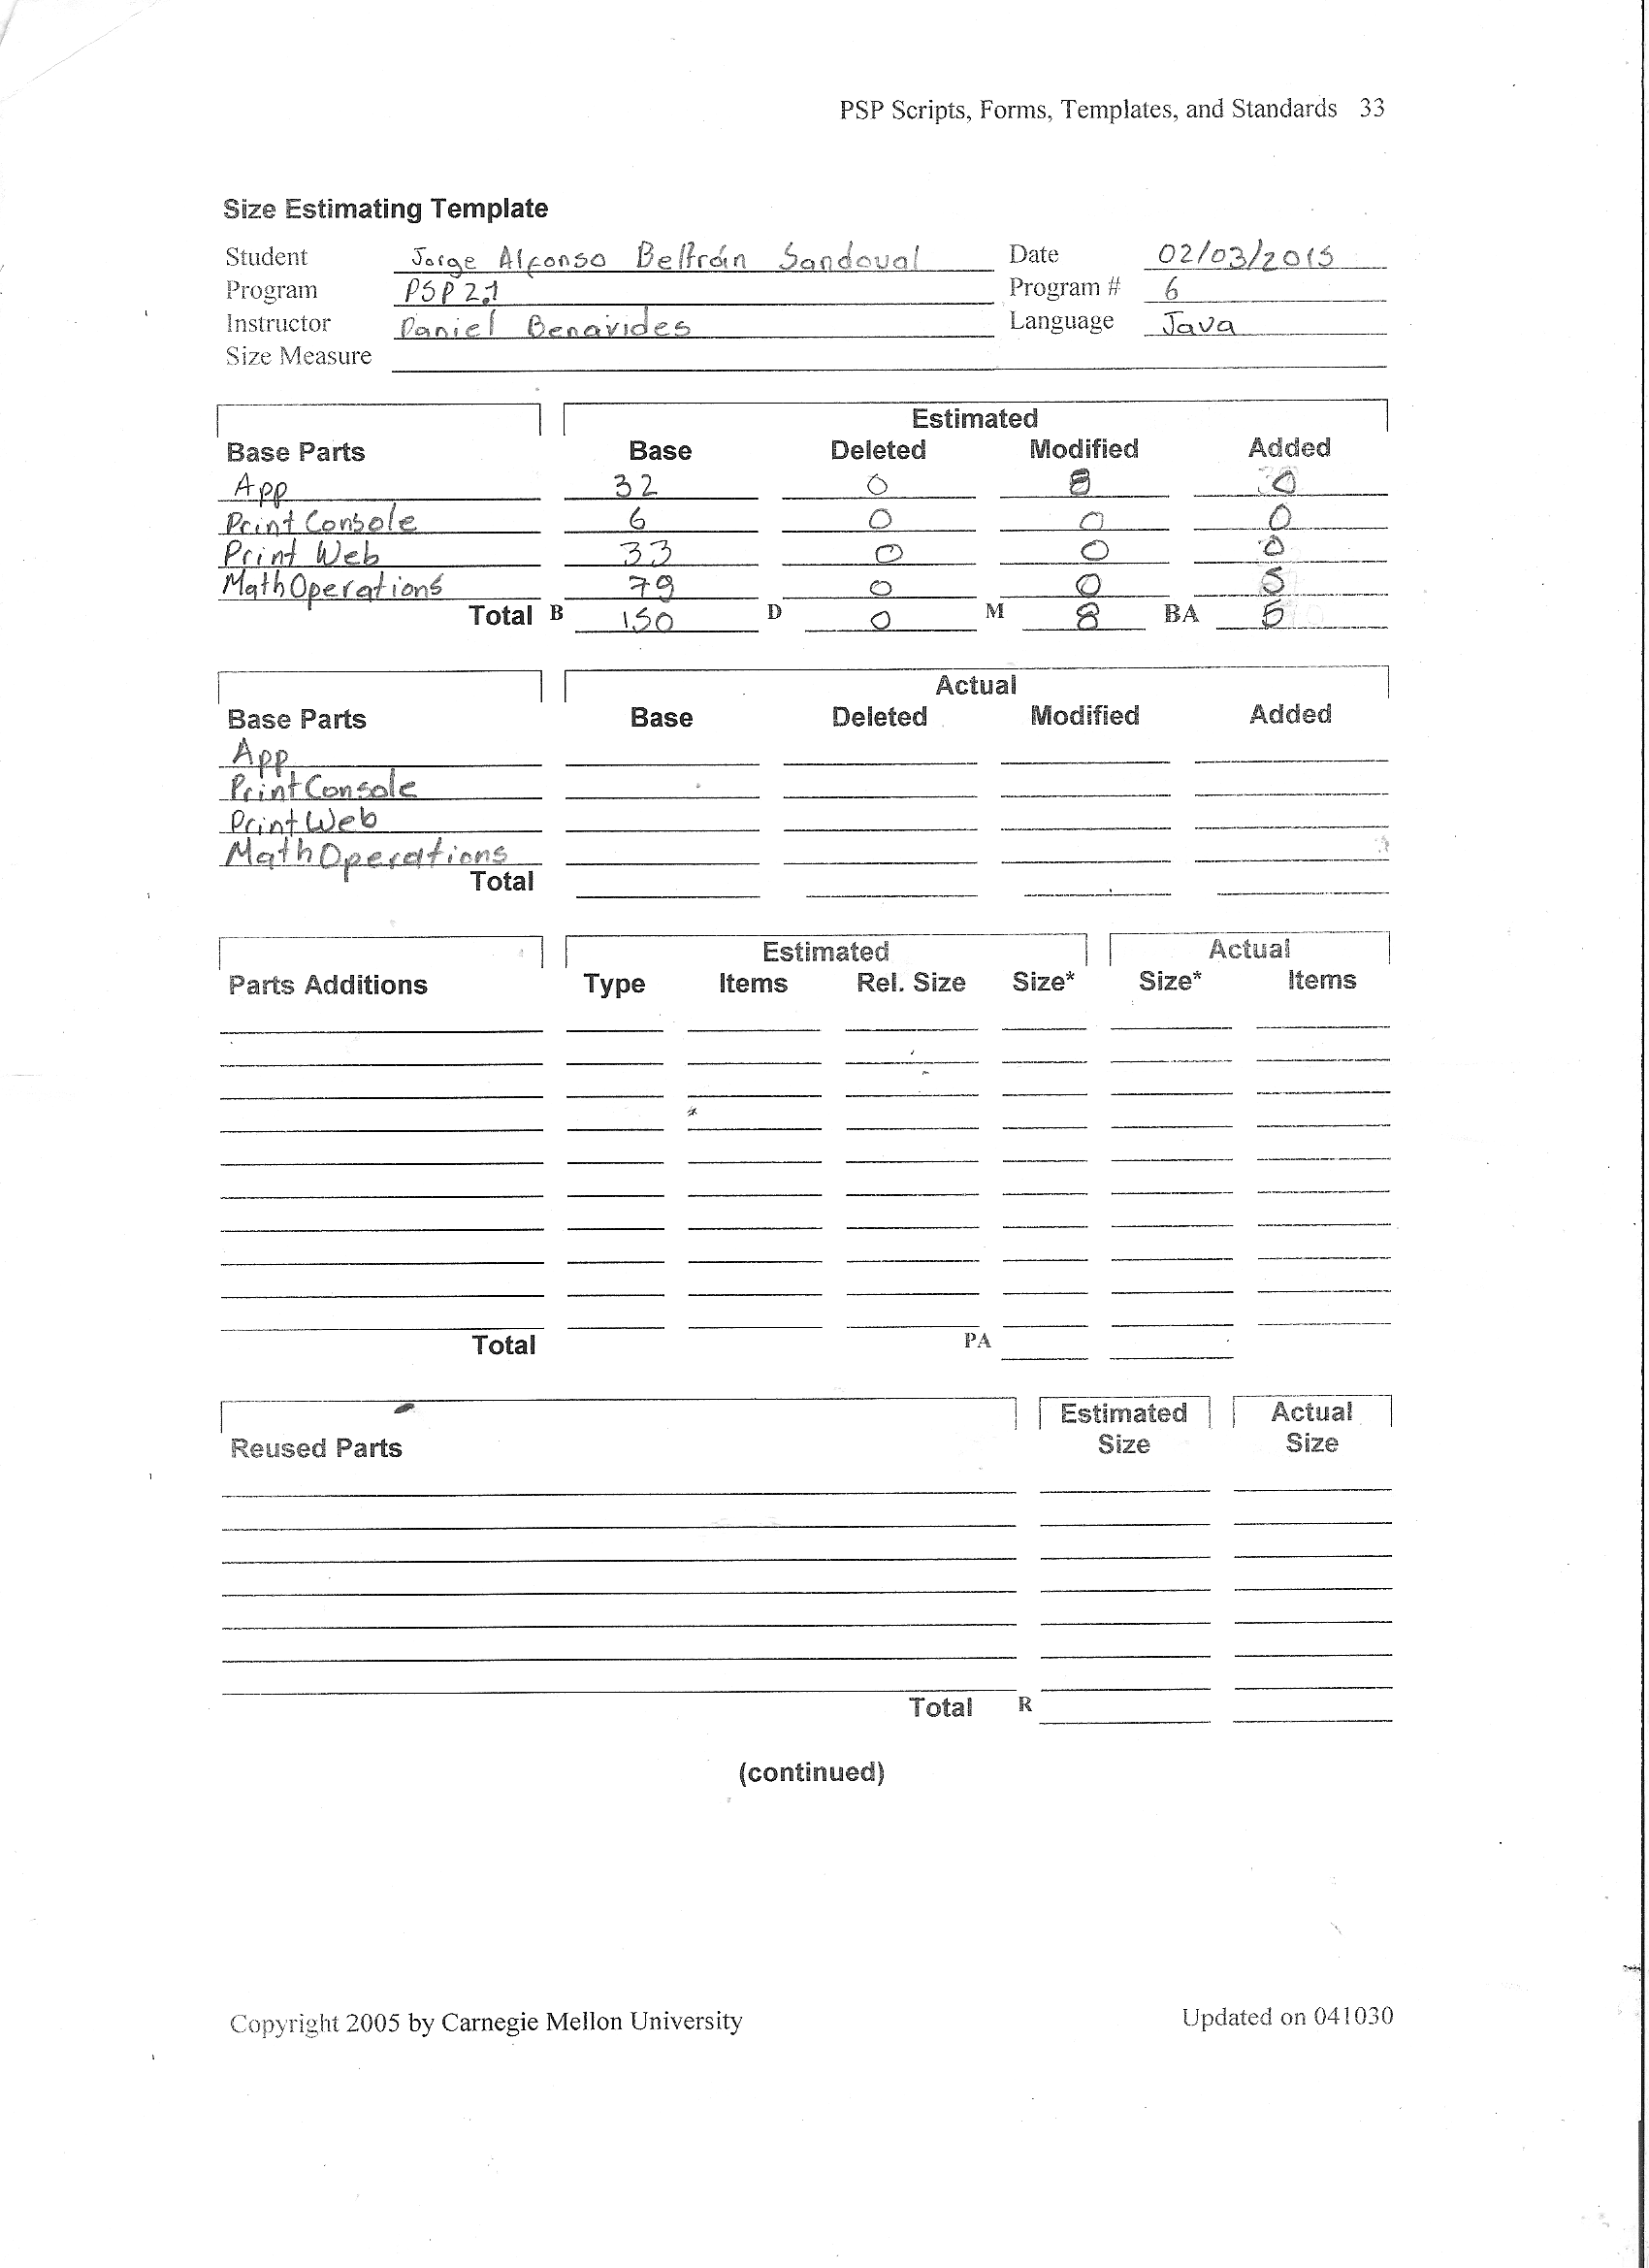 PSP Scripts, Forms, Templates, and Standards 33
Size Estimating Template
Student Jorge Alfonso Beltrán Sandoval Date 02/03/2015
Program PSP 2.1 Program # 6
Instructor Daniel Benavides Language Java
Size Measure
Estimated
Base Parts Base Deleted Modified Added
App 32 0 8 0
Print Console 6 0 0 0
Print Web 33 0 0 0
MathOperations 79 0 0 5
Total B 150 D 0 M 8 BA 5
Actual
Base Parts Base Deleted Modified Added
App
PrintConsole
Print Web
MathOperations
Total
Estimated Actual
Parts Additions Type Items Rel. Size Size* Size* Items
Total PA
Estimated Actual
Reused Parts Size Size
Total R
(continued)
Copyright 2005 by Carnegie Mellon University Updated on 041030